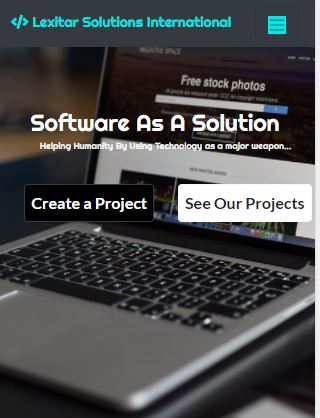 </> Lexitar Solutions International
NEGATIVE SPACE
Free stock photos
Software As A Solution
Helping Humanity By Using Technology as a major weapon...
Create a Project
See Our Projects